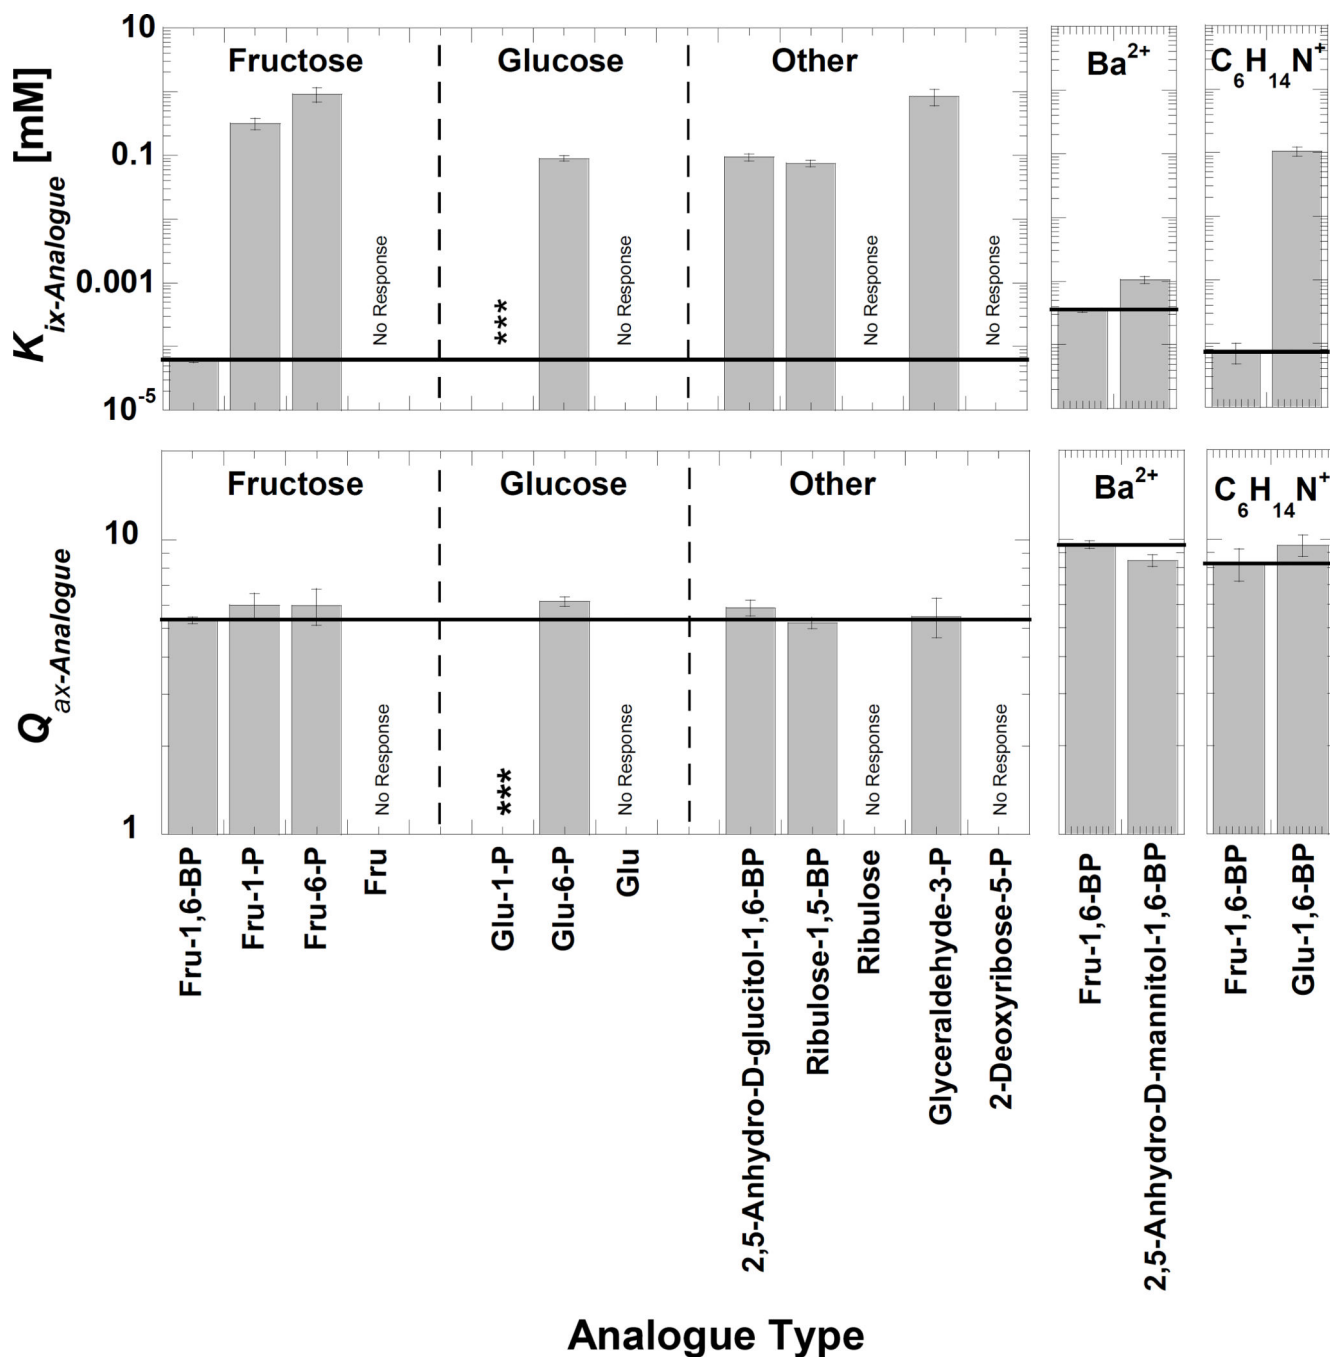 K ix-Analogue [mM]
10
0.1
0.001
10-5
Fructose
Glucose
Other
Ba2+
C6H14N+
No Response
***
No Response
No Response
No Response
Q ax-Analogue
10
1
Fructose
Glucose
Other
Ba2+
C6H14N+
No Response
***
No Response
No Response
No Response
Fru-1,6-BP
Fru-1-P
Fru-6-P
Fru
Glu-1-P
Glu-6-P
Glu
2,5-Anhydro-D-glucitol-1,6-BP
Ribulose-1,5-BP
Ribulose
Glyceraldehyde-3-P
2-Deoxyribose-5-P
Fru-1,6-BP
2,5-Anhydro-D-mannitol-1,6-BP
Fru-1,6-BP
Glu-1,6-BP
Analogue Type